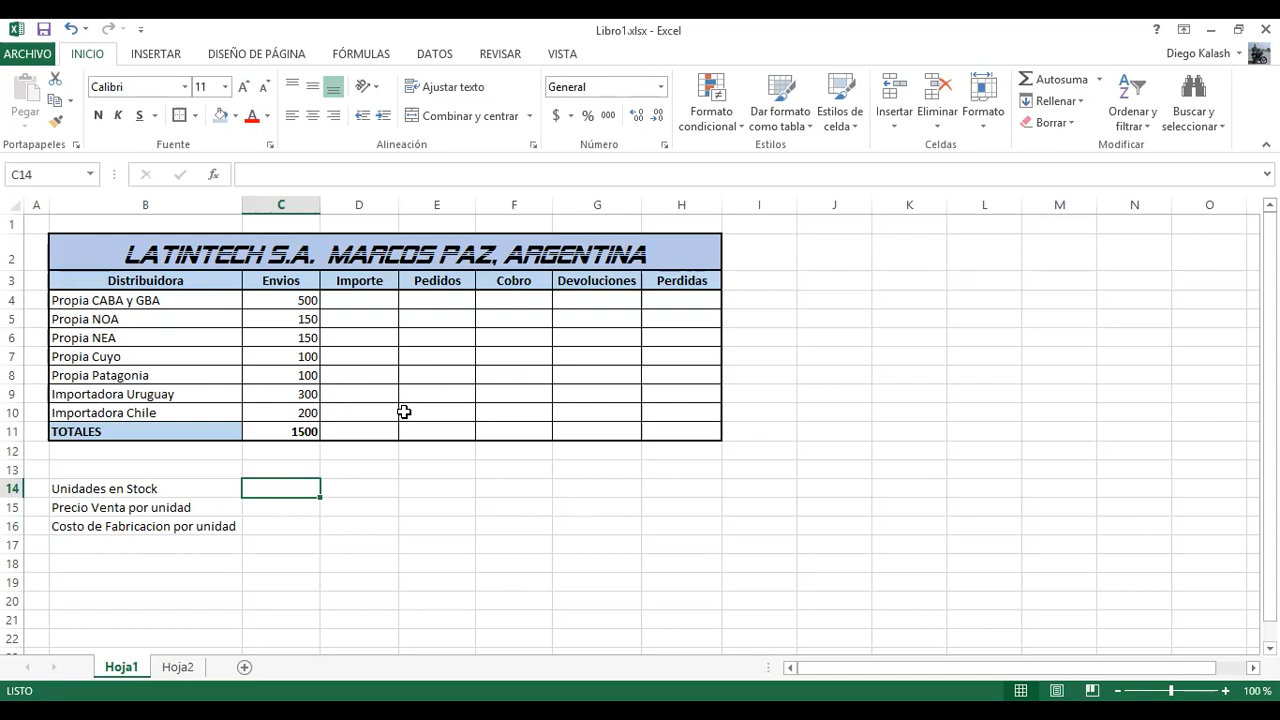 Libro1.xlsx - Excel
ARCHIVO INICIO INSERTAR DISEÑO DE PÁGINA FÓRMULAS DATOS REVISAR VISTA Diego Kalash
Pegar
Portapapeles
Calibri 11
N K S
Fuente
Ajustar texto
Combinar y centrar
Alineación
General
$ % 000
Número
Formato condicional
Dar formato como tabla
Estilos de celda
Estilos
Insertar Eliminar Formato
Celdas
Autosuma
Rellenar
Borrar
Ordenar y filtrar
Buscar y seleccionar
Modificar
C14 fx
A B C D E F G H I J K L M N O
1
2 LATINTECH S.A. MARCOS PAZ, ARGENTINA
3 Distribuidora Envios Importe Pedidos Cobro Devoluciones Perdidas
4 Propia CABA y GBA 500
5 Propia NOA 150
6 Propia NEA 150
7 Propia Cuyo 100
8 Propia Patagonia 100
9 Importadora Uruguay 300
10 Importadora Chile 200
11 TOTALES 1500
12
13
14 Unidades en Stock
15 Precio Venta por unidad
16 Costo de Fabricacion por unidad
17
18
19
20
21
22
Hoja1 Hoja2
LISTO 100 %